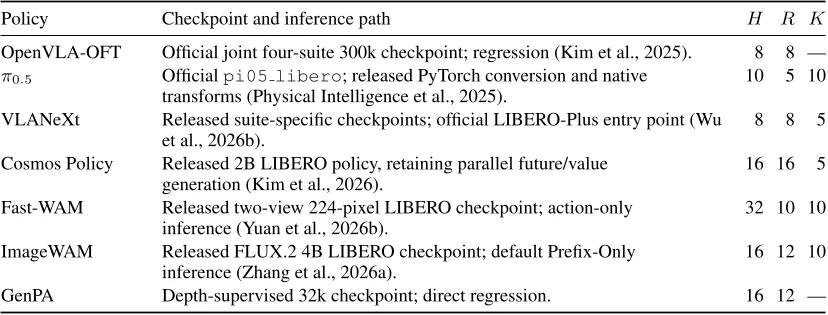 Policy Checkpoint and inference path H R K
OpenVLA-OFT Official joint four-suite 300k checkpoint; regression (Kim et al., 2025). 8 8 —
π0.5 Official pi05_libero; released PyTorch conversion and native 10 5 10
transforms (Physical Intelligence et al., 2025).
VLANeXt Released suite-specific checkpoints; official LIBERO-Plus entry point (Wu 8 8 5
et al., 2026b).
Cosmos Policy Released 2B LIBERO policy, retaining parallel future/value 16 16 5
generation (Kim et al., 2026).
Fast-WAM Released two-view 224-pixel LIBERO checkpoint; action-only 32 10 10
inference (Yuan et al., 2026b).
ImageWAM Released FLUX.2 4B LIBERO checkpoint; default Prefix-Only 16 12 10
inference (Zhang et al., 2026a).
GenPA Depth-supervised 32k checkpoint; direct regression. 16 12 —